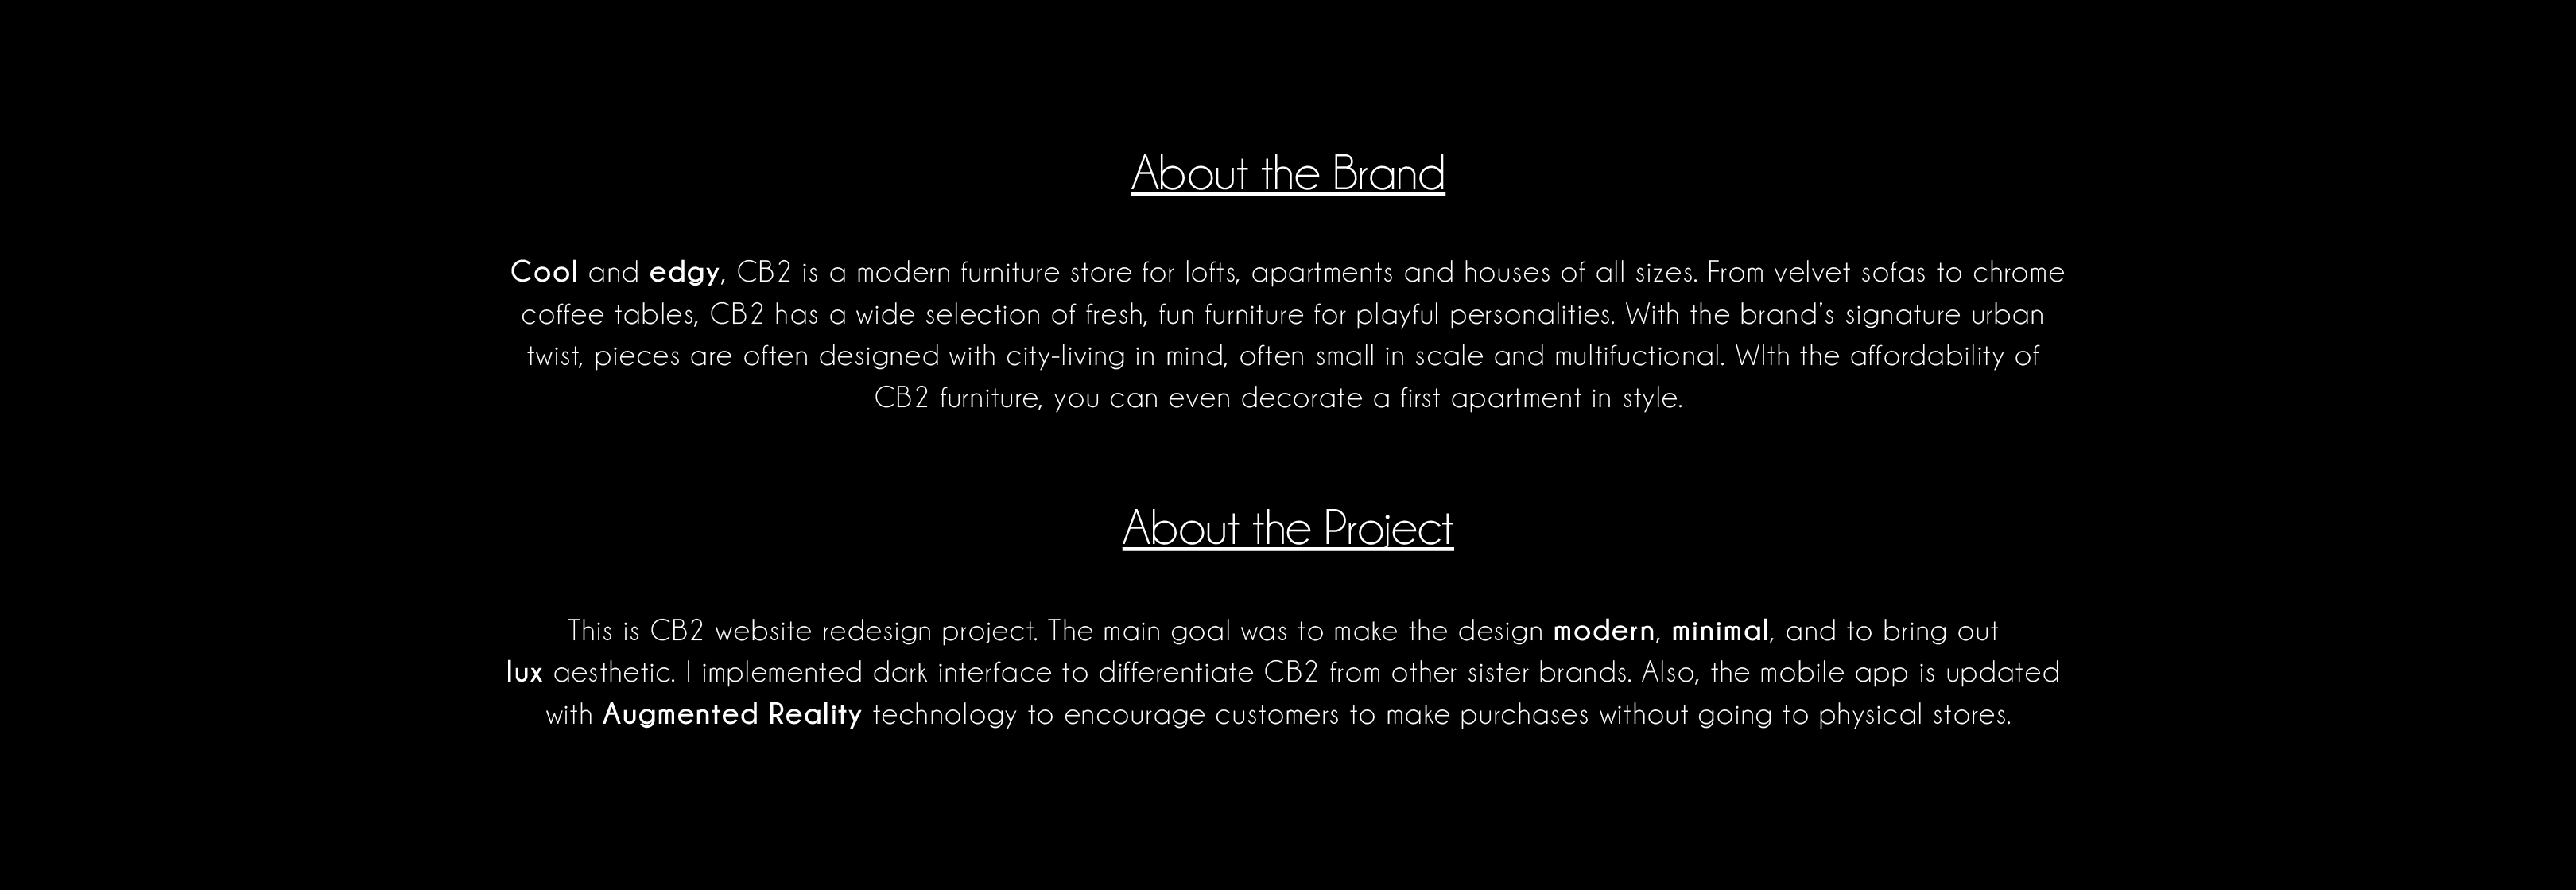 About the Brand
Cool and edgy, CB2 is a modern furniture store for lofts, apartments and houses of all sizes. From velvet sofas to chrome
coffee tables, CB2 has a wide selection of fresh, fun furniture for playful personalities. With the brand's signature urban
twist, pieces are often designed with city-living in mind, often small in scale and multifuctional. WIth the affordability of
CB2 furniture, you can even decorate a first apartment in style.
About the Project
This is CB2 website redesign project. The main goal was to make the design modern, minimal, and to bring out
lux aesthetic. I implemented dark interface to differentiate CB2 from other sister brands. Also, the mobile app is updated
with Augmented Reality technology to encourage customers to make purchases without going to physical stores.